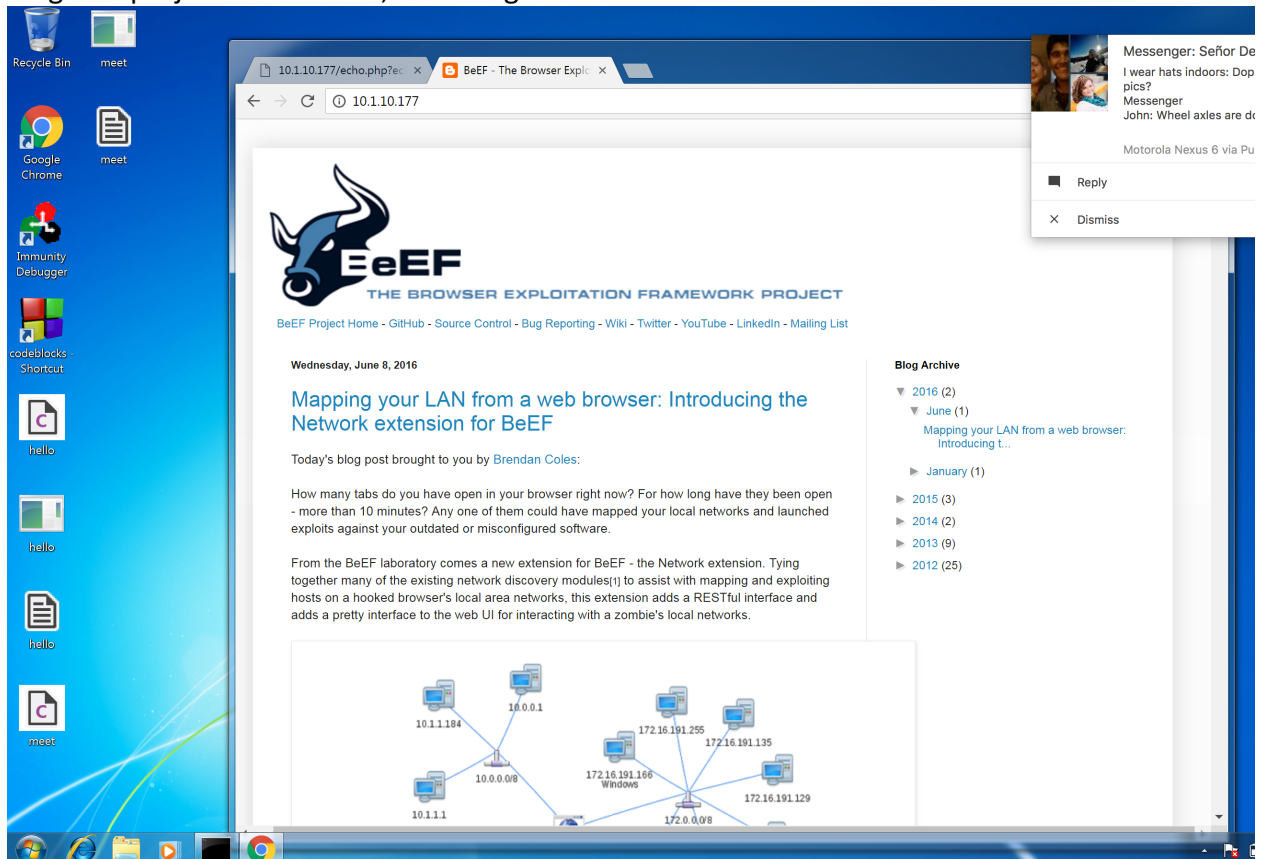 Recycle Bin
meet
Google
Chrome
meet
Immunity
Debugger
codeblocks -
Shortcut
hello
hello
hello
meet
10.1.10.177/echo.php?ec
BeEF - The Browser Explo
10.1.10.177
Messenger: Señor De
I wear hats indoors: Dop
pics?
Messenger
John: Wheel axles are do
Motorola Nexus 6 via Pu
Reply
Dismiss
BeEF
THE BROWSER EXPLOITATION FRAMEWORK PROJECT
BeEF Project Home - GitHub - Source Control - Bug Reporting - Wiki - Twitter - YouTube - LinkedIn - Mailing List
Wednesday, June 8, 2016
Mapping your LAN from a web browser: Introducing the
Network extension for BeEF
Today's blog post brought to you by Brendan Coles:
How many tabs do you have open in your browser right now? For how long have they been open
- more than 10 minutes? Any one of them could have mapped your local networks and launched
exploits against your outdated or misconfigured software.
From the BeEF laboratory comes a new extension for BeEF - the Network extension. Tying
together many of the existing network discovery modules[1] to assist with mapping and exploiting
hosts on a hooked browser's local area networks, this extension adds a RESTful interface and
adds a pretty interface to the web UI for interacting with a zombie's local networks.
10.1.1.184
10.0.0.1
10.0.0.0/8
10.1.1.1
172.16.191.255
172.16.191.135
172.16.191.166
Windows
172.16.191.129
172.0.0.0/8
Blog Archive
▼ 2016 (2)
▼ June (1)
Mapping your LAN from a web browser:
Introducing t...
► January (1)
► 2015 (3)
► 2014 (2)
► 2013 (9)
► 2012 (25)